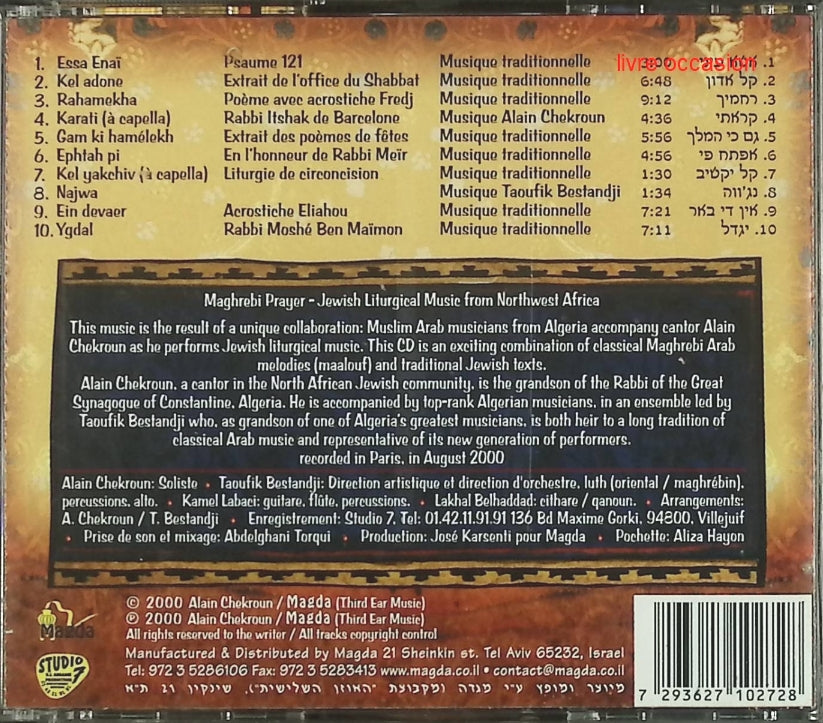 livre occasion
1. Essa Enaï Psaume 121 Musique traditionnelle .1
2. Kel adone Extrait de l'office du Shabbat Musique traditionnelle 6:48 קל אדון .2
3. Rahamekha Poème avec acrostiche Fredj Musique traditionnelle 9:12 רחמיך .3
4. Karati (à capella) Rabbi Itshak de Barcelone Musique Alain Chekroun 4:36 קראתי .4
5. Gam ki hamélekh Extrait des poèmes de fêtes Musique traditionnelle 5:56 גם כי המלך .5
6. Ephtah pi En l'honneur de Rabbi Meïr Musique traditionnelle 4:56 אפתח פי .6
7. Kel yakchiv (à capella) Liturgie de circoncision Musique traditionnelle 1:30 קל יקשיב .7
8. Najwa Musique Taoufik Bestandji 1:34 נג'ווה .8
9. Ein devaer Acrostiche Eliahou Musique traditionnelle 7:21 אין די באר .9
10. Ygdal Rabbi Moshé Ben Maïmon Musique traditionnelle 7:11 יגדל .10
Maghrebi Prayer - Jewish Liturgical Music from Northwest Africa
This music is the result of a unique collaboration: Muslim Arab musicians from Algeria accompany cantor Alain
Chekroun as he performs Jewish liturgical music. This CD is an exciting combination of classical Maghrebi Arab
melodies (maalouf) and traditional Jewish texts.
Alain Chekroun, a cantor in the North African Jewish community, is the grandson of the Rabbi of the Great
Synagogue of Constantine, Algeria. He is accompanied by top-rank Algerian musicians, in an ensemble led by
Taoufik Bestandji who, as grandson of one of Algeria's greatest musicians, is both heir to a long tradition of
classical Arab music and representative of its new generation of performers.
recorded in Paris, in August 2000
Alain Chekroun: Soliste • Taoufik Bestandji: Direction artistique et direction d'orchestre, luth (oriental / maghrébin),
percussions, alto. • Kamel Labaci: guitare, flûte, percussions. • Lakhal Belhaddad: cithare / qanoun. • Arrangements:
A. Chekroun / T. Bestandji • Enregistrement: Studio 7, Tel: 01.42.11.91.91 136 Bd Maxime Gorki, 94800, Villejuif
• Prise de son et mixage: Abdelghani Torqui • Production: José Karsenti pour Magda • Pochette: Aliza Hayon
Magda
© 2000 Alain Chekroun / Magda (Third Ear Music)
℗ 2000 Alain Chekroun / Magda (Third Ear Music)
All rights reserved to the writer / All tracks copyright control
STUDIO 7
Manufactured & Distributed by Magda 21 Sheinkin st. Tel Aviv 65232, Israel
Tel: 972 3 5286106 Fax: 972 3 5283413 www.magda.co.il • contact@magda.co.il
מיוצר ומופץ ע"י מגדה ומקבוצת "האוזן השלישית"), שינקין 21 ת"א
7 293627 102728